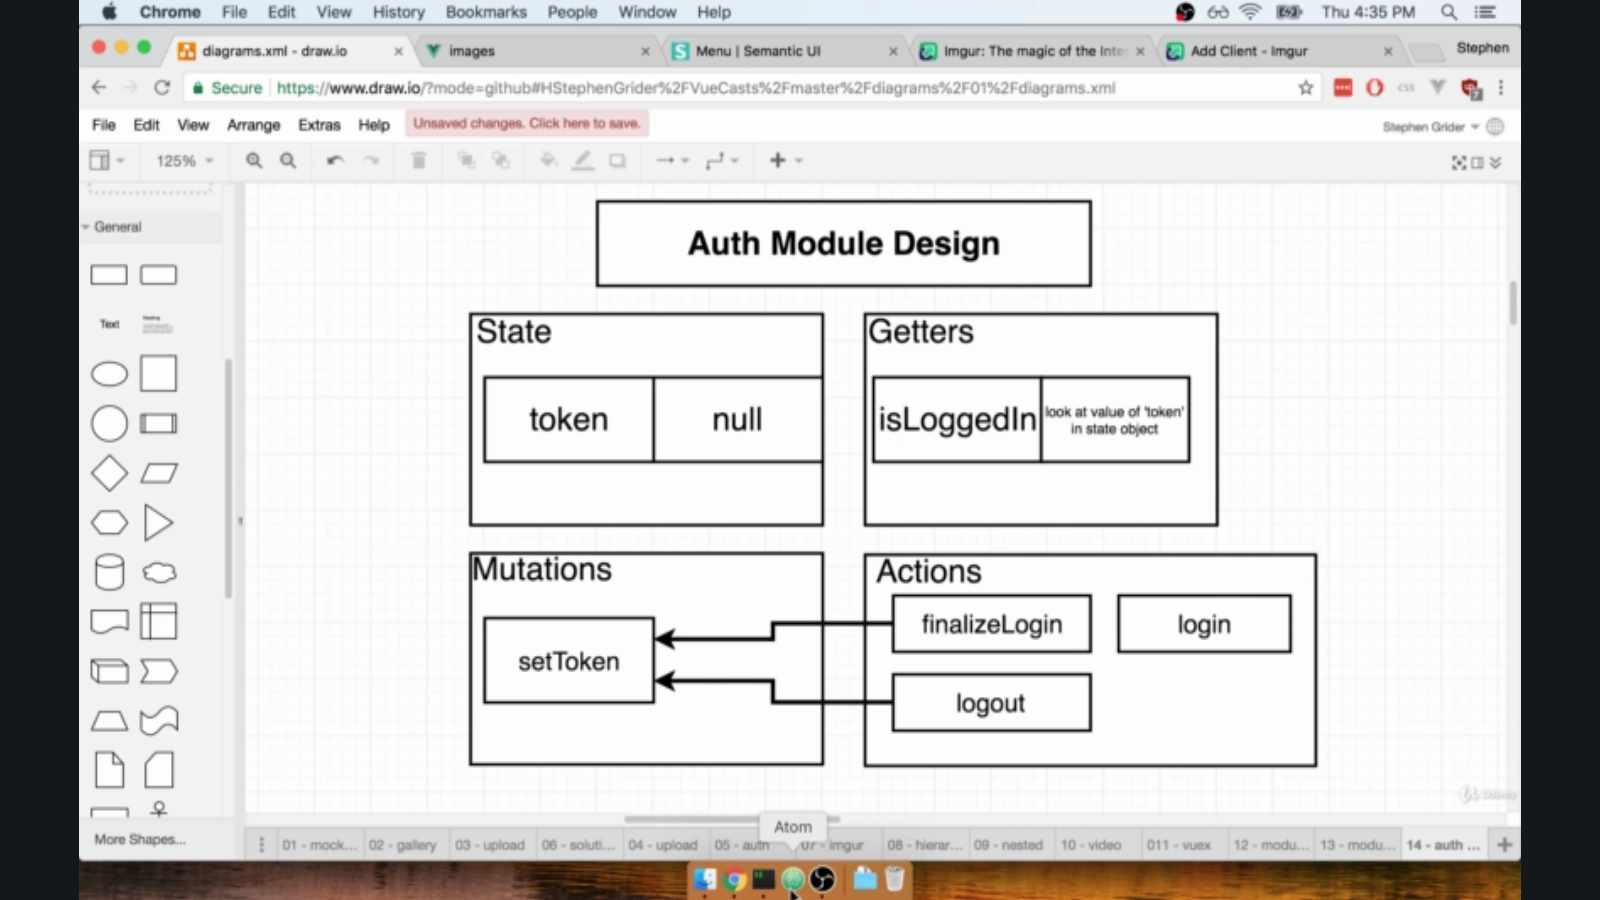 Chrome File Edit View History Bookmarks People Window Help Thu 4:35 PM
diagrams.xml - draw.io images Menu | Semantic UI Imgur: The magic of the Inter Add Client - Imgur Stephen
Secure https://www.draw.io/?mode=github#HStephenGrider%2FVueCasts%2Fmaster%2Fdiagrams%2F01%2Fdiagrams.xml
File Edit View Arrange Extras Help Unsaved changes. Click here to save. Stephen Grider
125%
General
Text
Heading
Auth Module Design
State
token null
Getters
isLoggedIn look at value of 'token'
in state object
Mutations
setToken
Actions
finalizeLogin login
logout
More Shapes...
Atom
01 - mock... 02 - gallery 03 - upload 06 - soluti... 04 - upload 05 - auth 07 - imgur 08 - hierar... 09 - nested 10 - video 011 - vuex 12 - modu... 13 - modu... 14 - auth ...